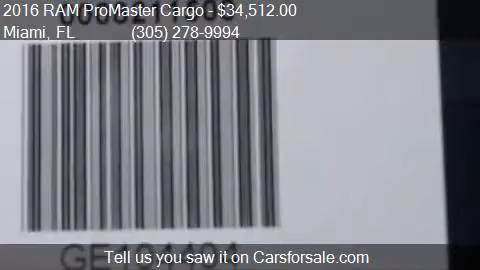 2016 RAM ProMaster Cargo - $34,512.00
Miami, FL (305) 278-9994
Tell us you saw it on Carsforsale.com